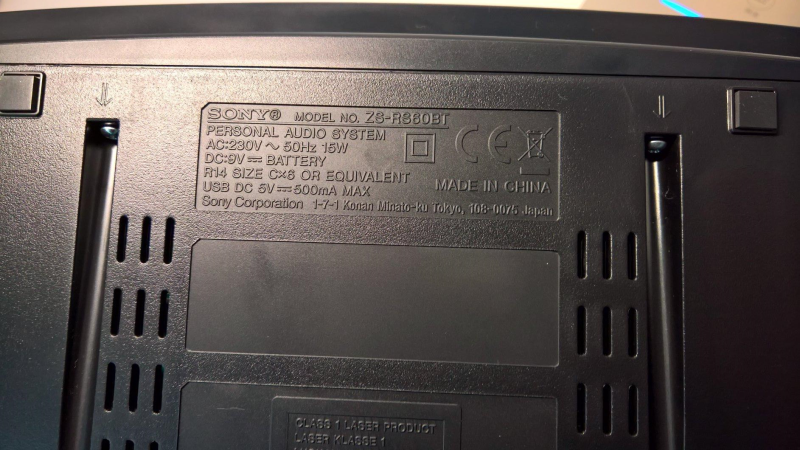 SONY® MODEL NO. ZS-RS60BT
PERSONAL AUDIO SYSTEM
AC:230V ~ 50Hz 15W
DC:9V ⎓ BATTERY
R14 SIZE C×6 OR EQUIVALENT
USB DC 5V ⎓ 500mA MAX
CE
MADE IN CHINA
Sony Corporation 1-7-1 Konan Minato-ku Tokyo, 108-0075 Japan
CLASS 1 LASER PRODUCT
LASER KLASSE 1